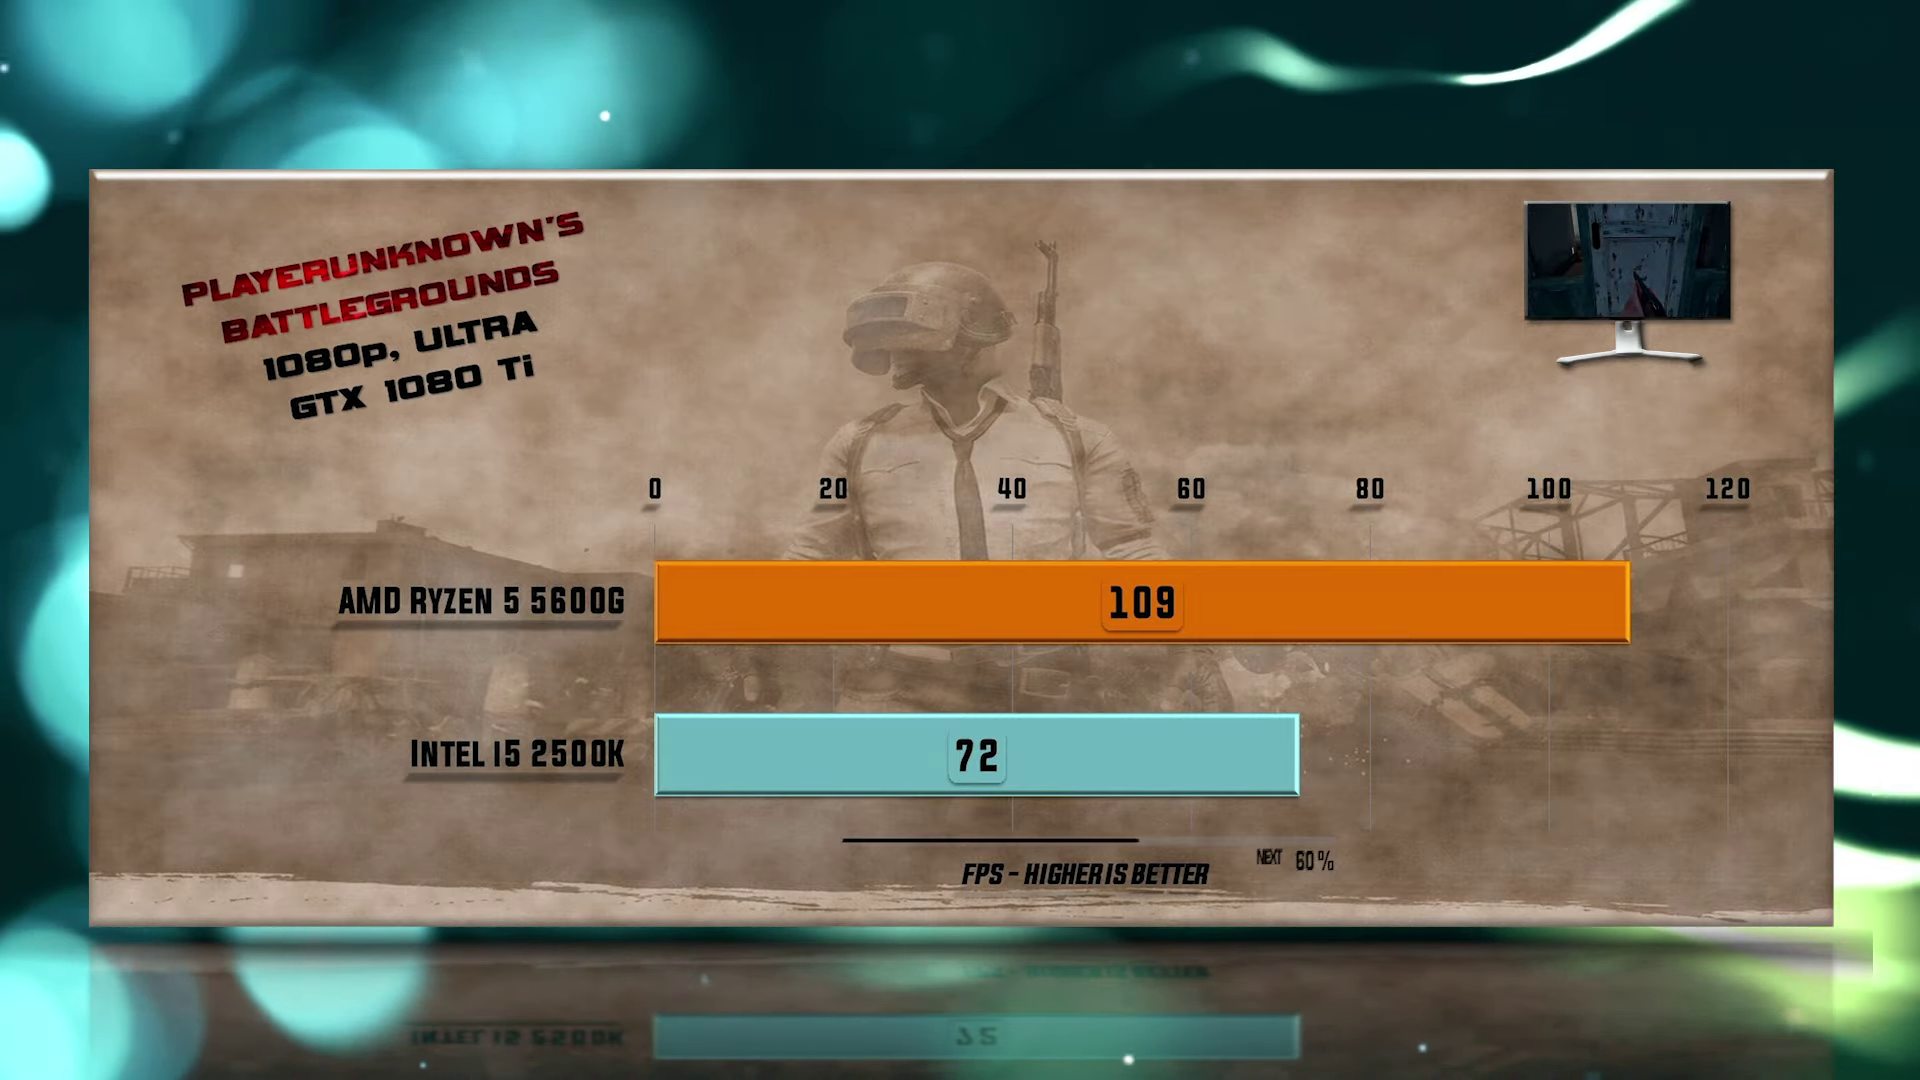 PLAYERUNKNOWN'S
BATTLEGROUNDS
1080p, ULTRA
GTX 1080 Ti
0 20 40 60 80 100 120
AMD RYZEN 5 5600G 109
INTEL I5 2500K 72
NEXT 60%
FPS - HIGHER IS BETTER